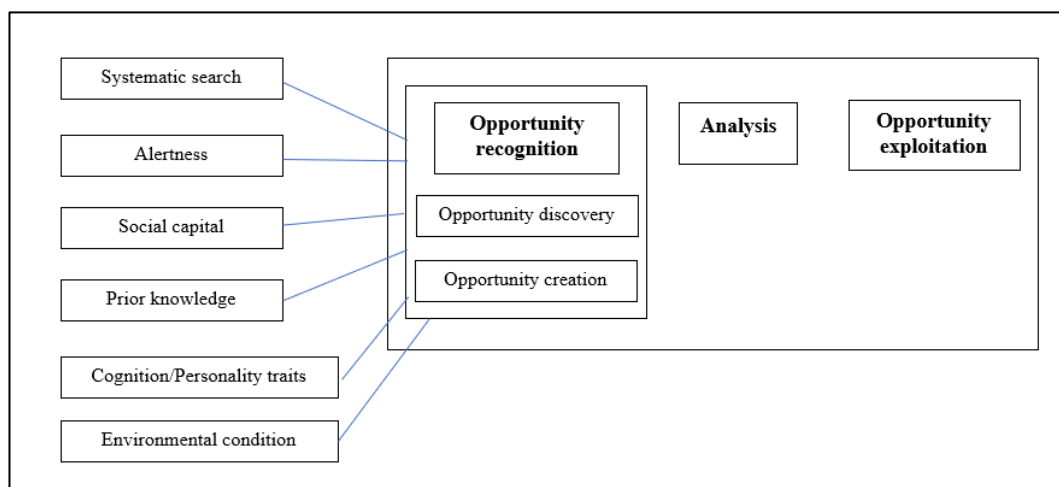 Systematic search
Alertness
Social capital
Prior knowledge
Cognition/Personality traits
Environmental condition
Opportunity
recognition
Opportunity discovery
Opportunity creation
Analysis
Opportunity
exploitation